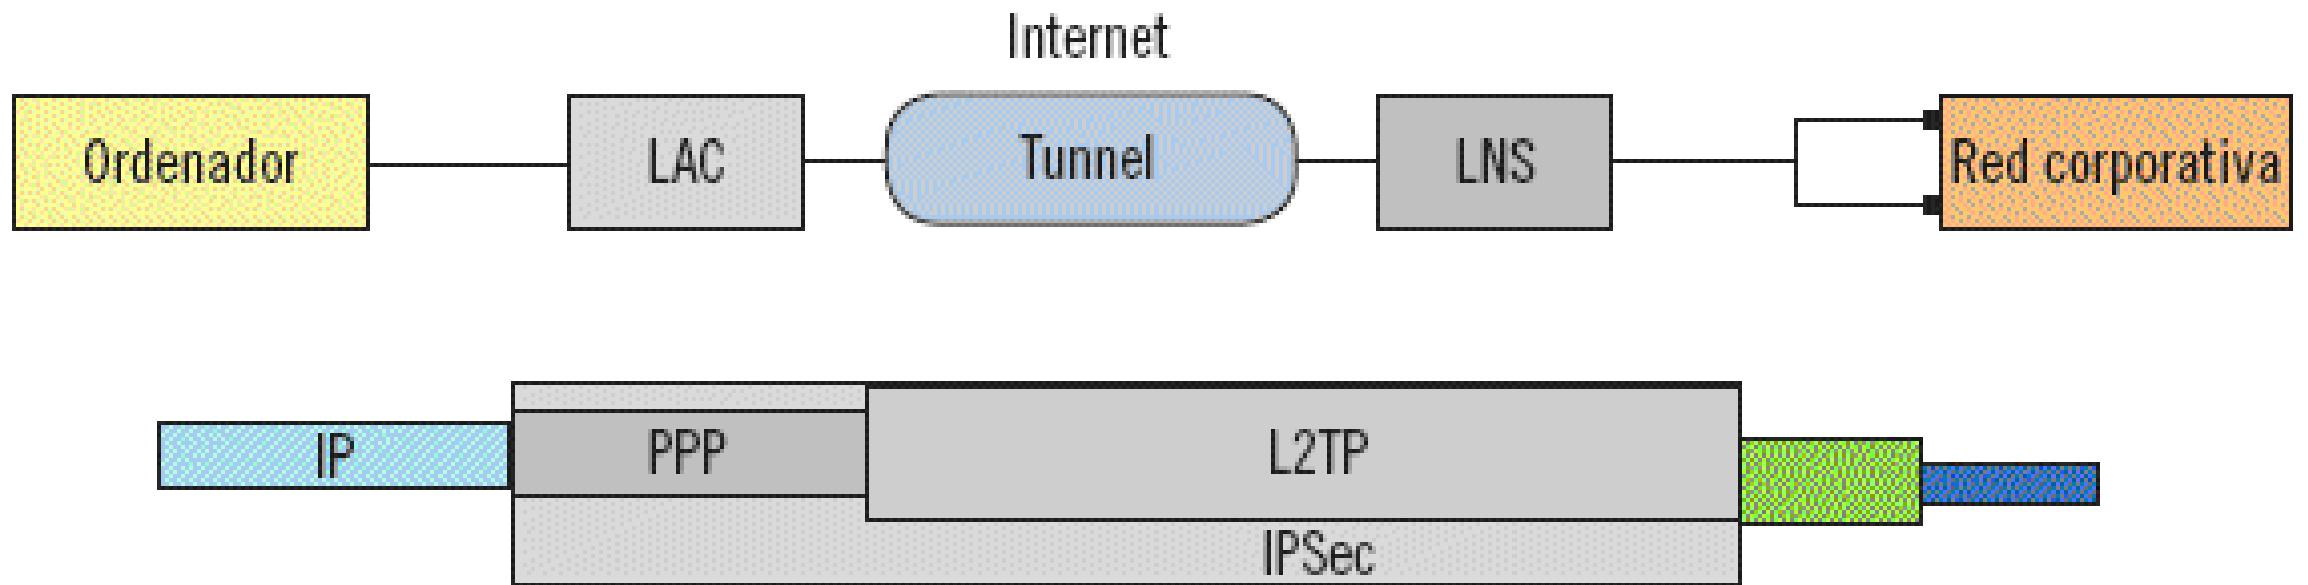 Internet
Ordenador
LAC
Tunnel
LNS
Red corporativa
IP
PPP
L2TP
IPSec